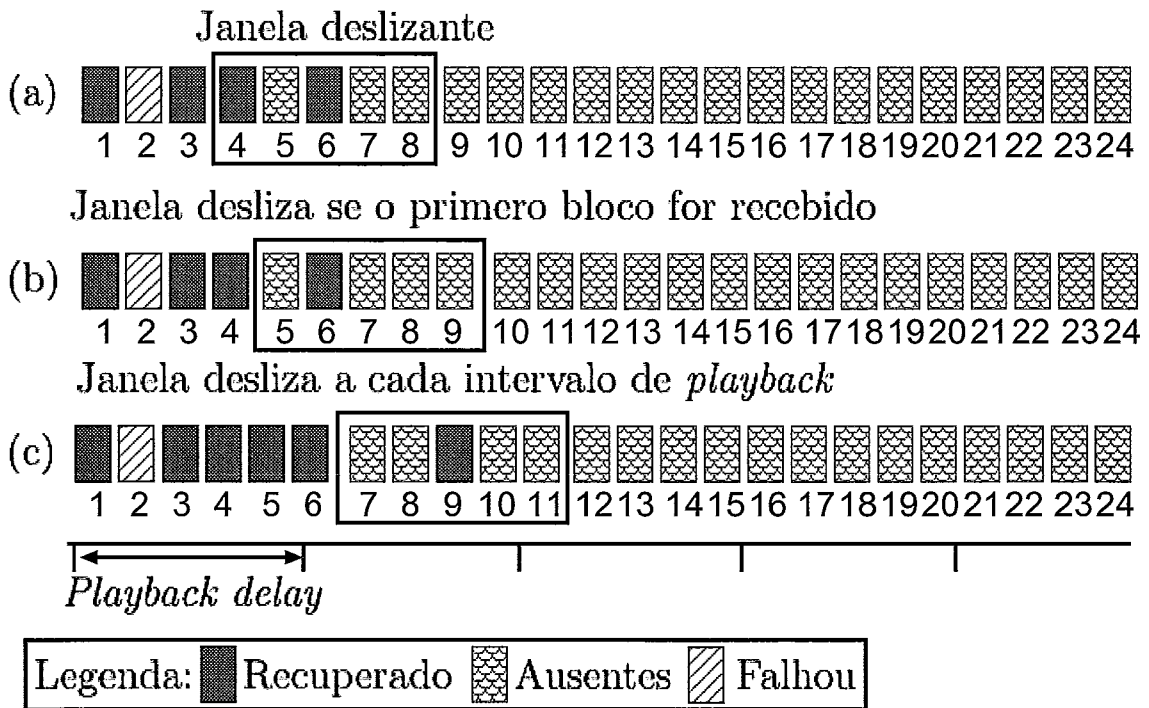 Janela deslizante
(a)
1 2 3 4 5 6 7 8 9 10 11 12 13 14 15 16 17 18 19 20 21 22 23 24
Janela desliza se o primero bloco for recebido
(b)
1 2 3 4 5 6 7 8 9 10 11 12 13 14 15 16 17 18 19 20 21 22 23 24
Janela desliza a cada intervalo de playback
(c)
1 2 3 4 5 6 7 8 9 10 11 12 13 14 15 16 17 18 19 20 21 22 23 24
Playback delay
Legenda: Recuperado Ausentes Falhou